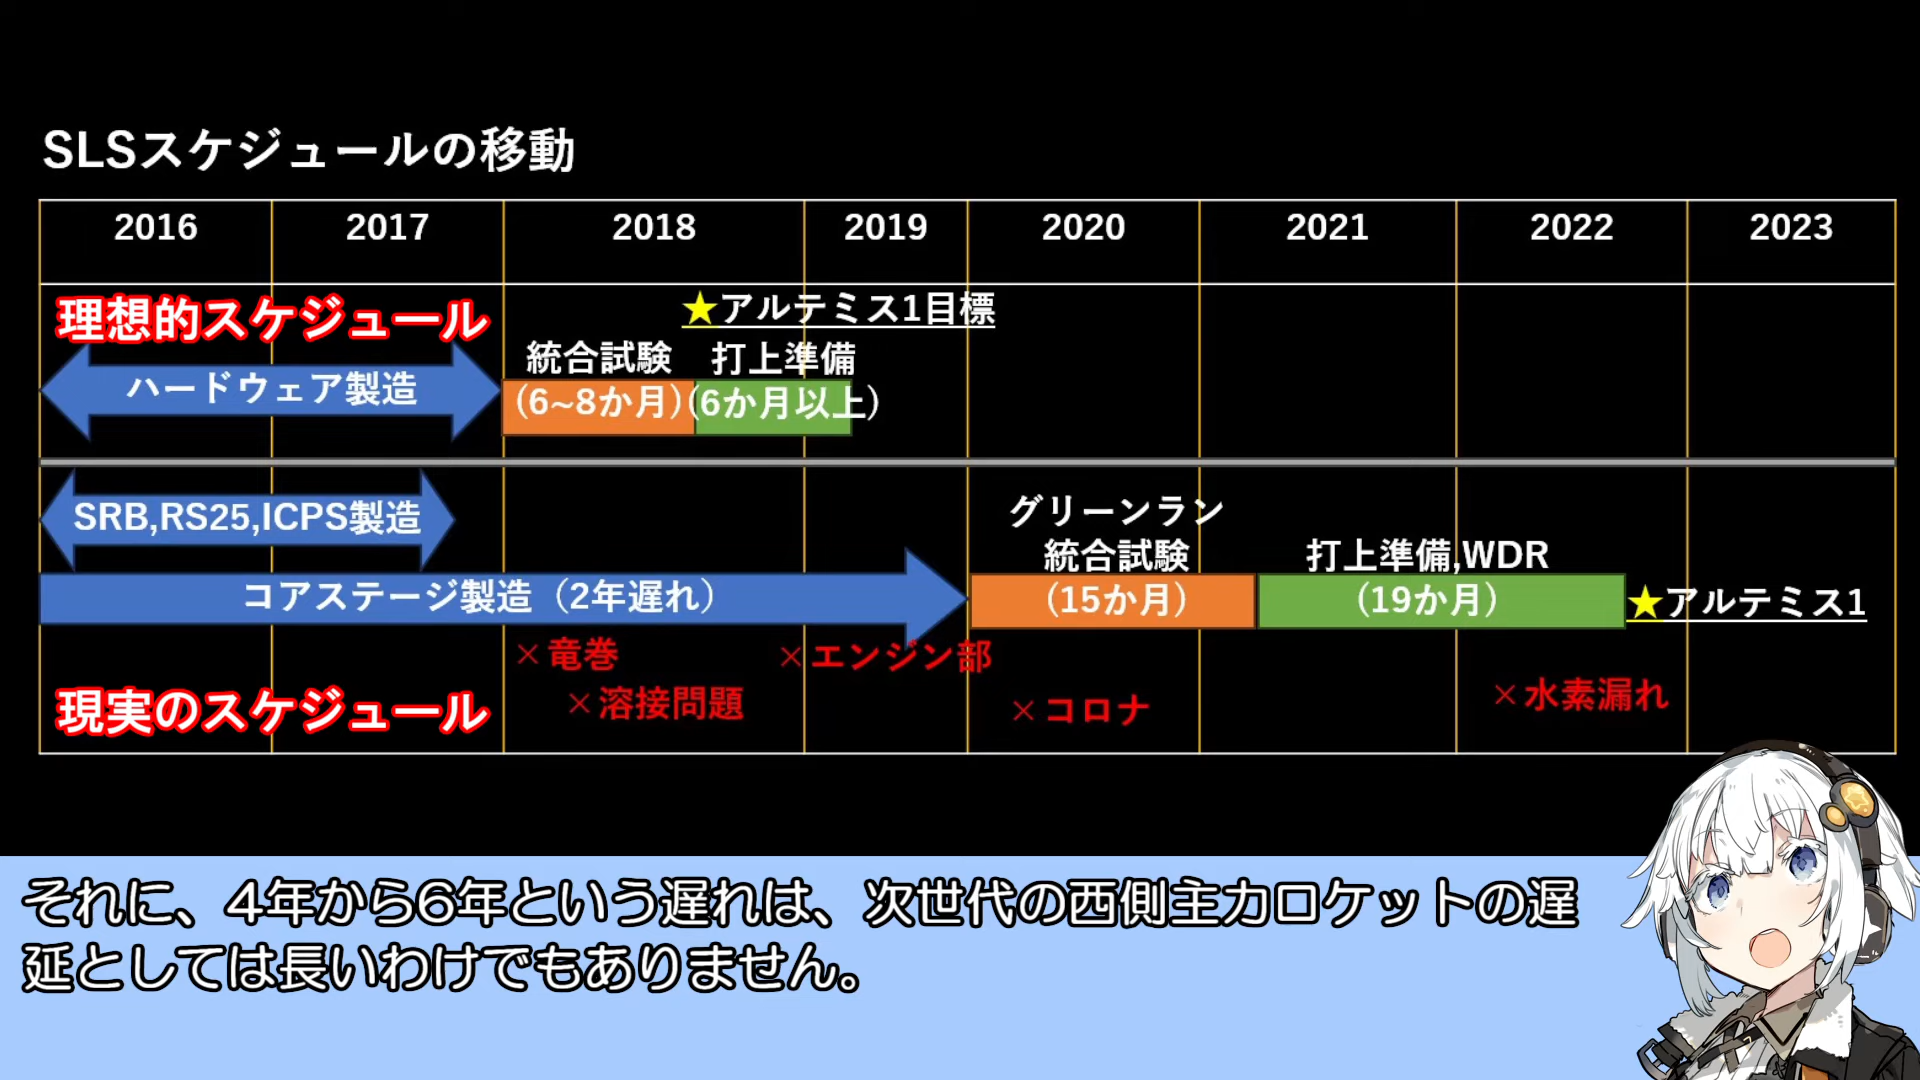 SLSスケジュールの移動
2016 2017 2018 2019 2020 2021 2022 2023
理想的スケジュール
★アルテミス1目標
ハードウェア製造
統合試験 打上準備
(6~8か月) (6か月以上)
SRB,RS25,ICPS製造
グリーンラン
統合試験
打上準備,WDR
コアステージ製造（2年遅れ）
(15か月)
(19か月)
★アルテミス1
×竜巻
×エンジン部
×溶接問題
×コロナ
×水素漏れ
現実のスケジュール
それに、4年から6年という遅れは、次世代の西側主力ロケットの遅
延としては長いわけでもありません。